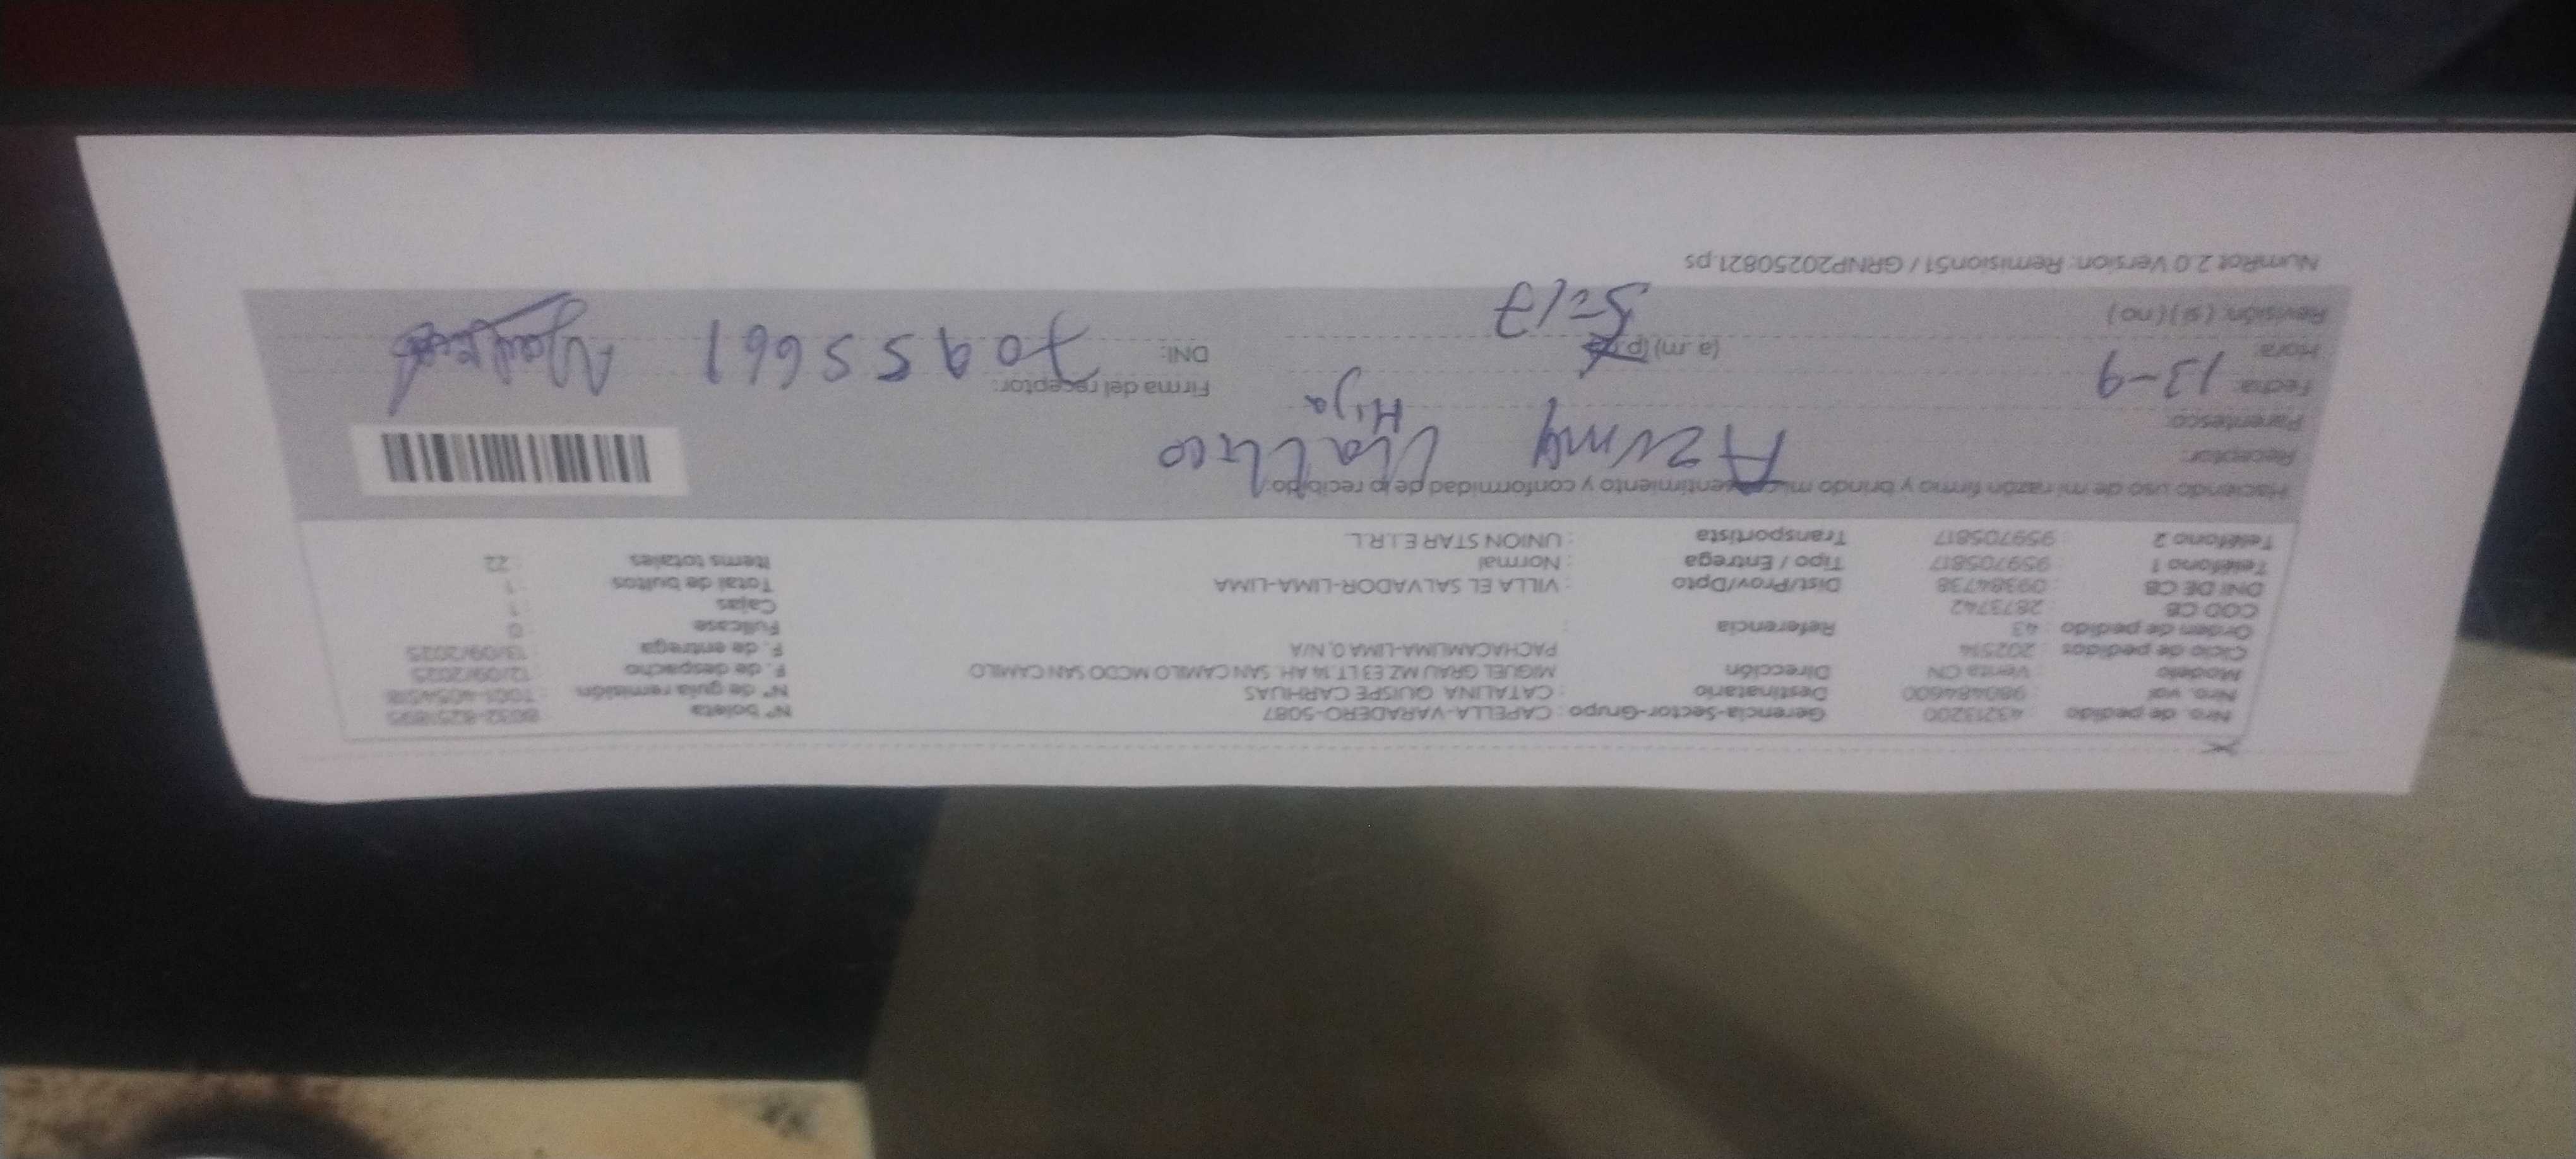 Nro. de pedido : 43213200 Gerencia-Sector-Grupo : CAPELLA-VARADERO-5087 N° boleta
Nro. val : 980484600 Destinatario : CATALINA QUISPE CARHUAS N° de guía remisión
Modelo : Venta CN Dirección MIGUEL GRAU MZ E3 LT 14 AH. SAN CAMILO MCDO SAN CAMILO F. de despacho : 12/09/2025
Ciclo de pedidos : 202514 PACHACAMLIMA-LIMA 0, N/A F. de entrega : 13/09/2025
Orden de pedido : 43 Referencia : Fullcase : 0
COD CB : 2873742 Cajas : 1
DNI DE CB : 09384738 Dist/Prov/Dpto : VILLA EL SALVADOR-LIMA-LIMA Total de bultos : 1
Teléfono 1 : 959705817 Tipo / Entrega : Normal Items totales : 22
Teléfono 2 : 959705817 Transportista : UNION STAR E.I.R.L.
Haciendo uso de mi razón firmo y brindo mi consentimiento y conformidad de lo recibido:
Receptor: Azumy
Parentesco: Hija
Fecha: 13-9 Firma del receptor:
Hora: (a. m) DNI: 70955661
Revisión: (si) (no)
NumRot 2.0 Version: Remision51 / GRNP20250821.ps